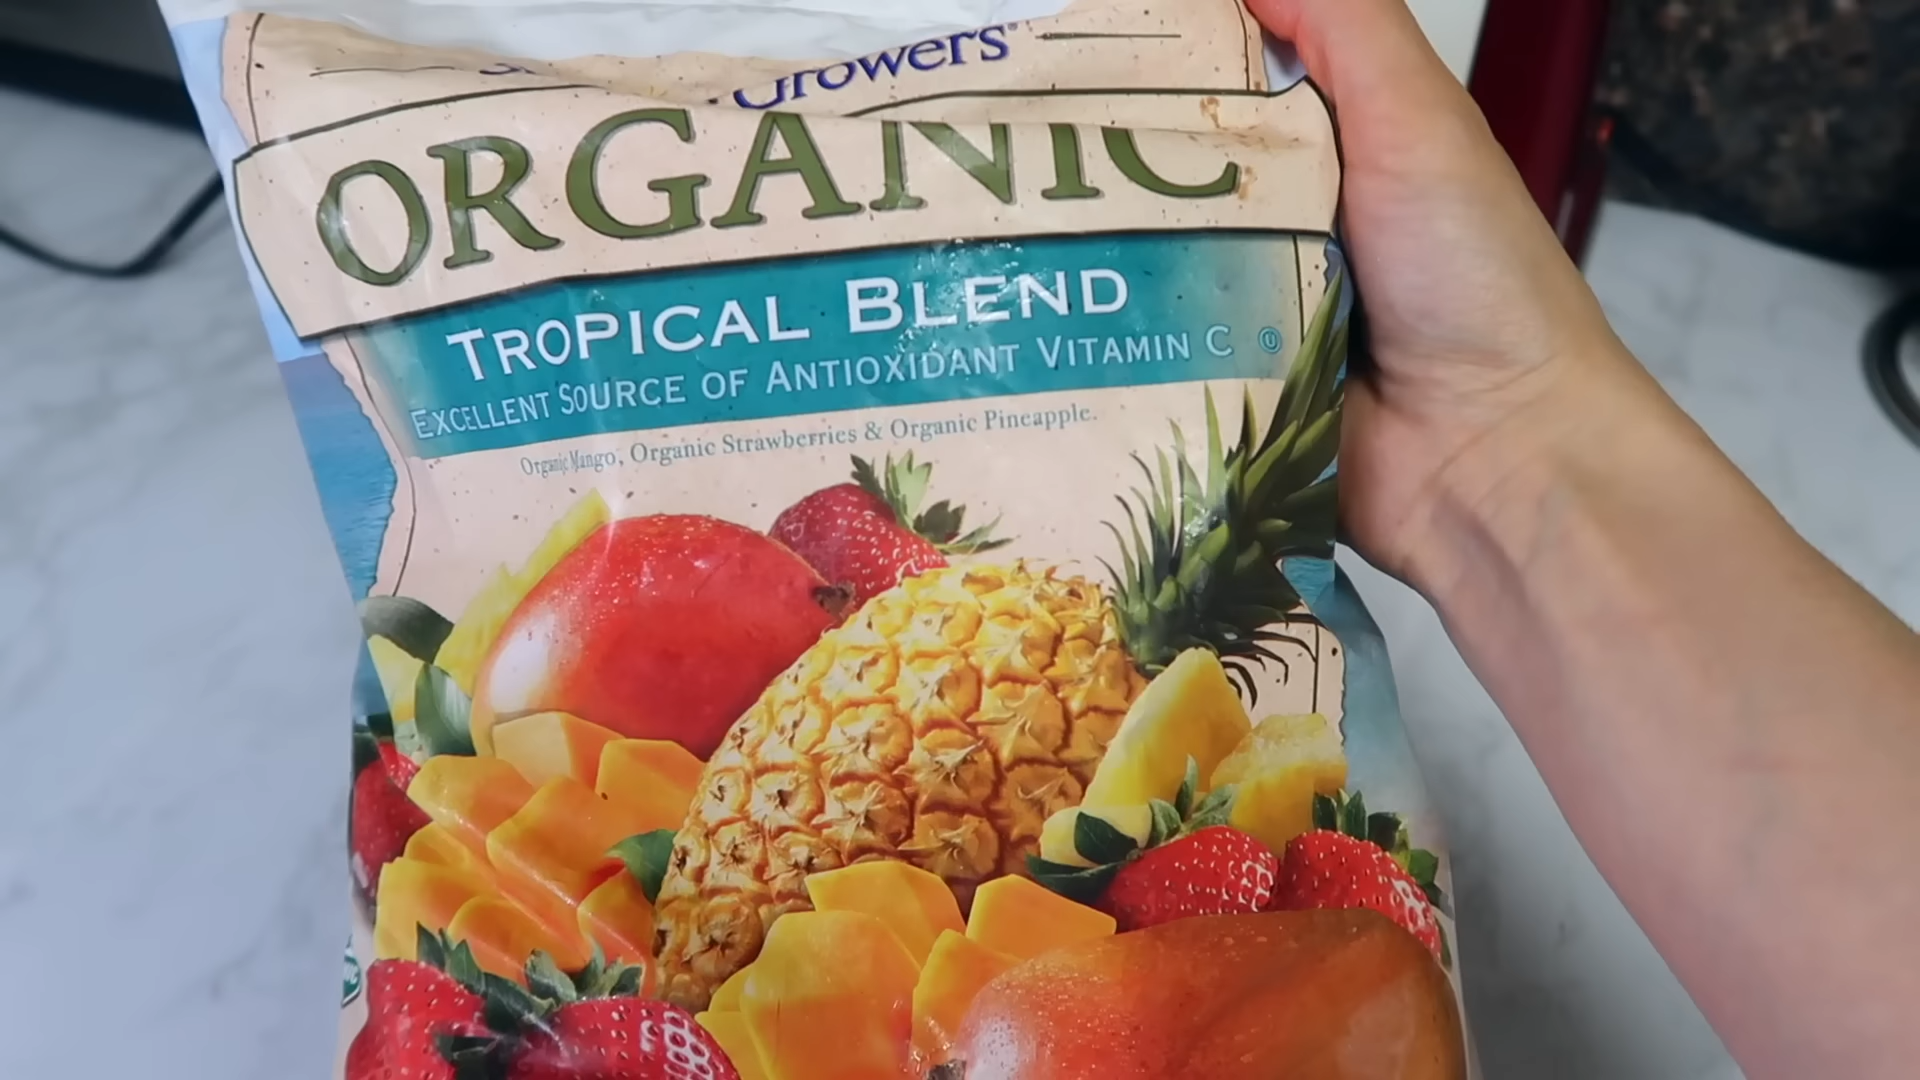 Growers
ORGANIC
TROPICAL BLEND
EXCELLENT SOURCE OF ANTIOXIDANT VITAMIN C U
Organic Mango, Organic Strawberries & Organic Pineapple.